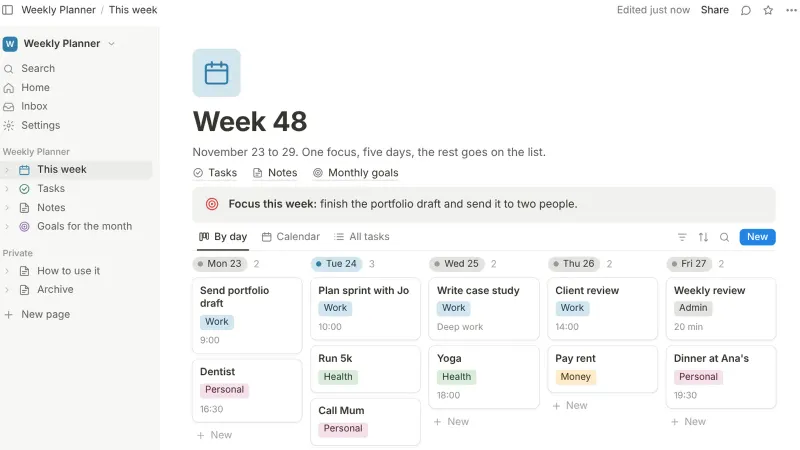 Weekly Planner / This week
Edited just now
Share
W Weekly Planner
Search
Home
Inbox
Settings
Weekly Planner
This week
Tasks
Notes
Goals for the month
Private
How to use it
Archive
New page
Week 48
November 23 to 29. One focus, five days, the rest goes on the list.
Tasks
Notes
Monthly goals
Focus this week: finish the portfolio draft and send it to two people.
By day
Calendar
All tasks
New
Mon 23 2
Send portfolio
draft
Work
9:00
Dentist
Personal
16:30
+ New
Tue 24 3
Plan sprint with Jo
Work
10:00
Run 5k
Health
Call Mum
Personal
Wed 25 2
Write case study
Work
Deep work
Yoga
Health
18:00
+ New
Thu 26 2
Client review
Work
14:00
Pay rent
Money
+ New
Fri 27 2
Weekly review
Admin
20 min
Dinner at Ana's
Personal
19:30
+ New